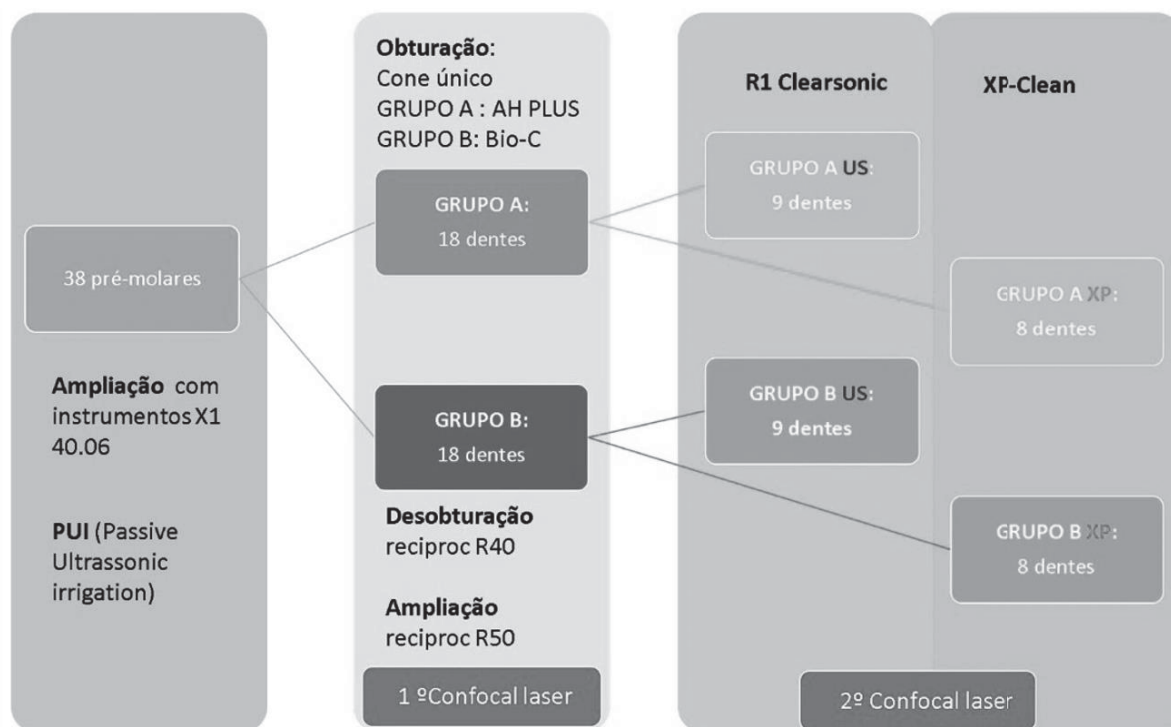 38 pré-molares
Ampliação com
instrumentos X1
40.06
PUI (Passive
Ultrassonic
irrigation)
Obturação:
Cone único
GRUPO A : AH PLUS
GRUPO B: Bio-C
GRUPO A:
18 dentes
GRUPO B:
18 dentes
Desobturação
reciproc R40
Ampliação
reciproc R50
1 ºConfocal laser
R1 Clearsonic
GRUPO A US:
9 dentes
GRUPO B US:
9 dentes
XP-Clean
GRUPO A XP:
8 dentes
GRUPO B XP:
8 dentes
2º Confocal laser